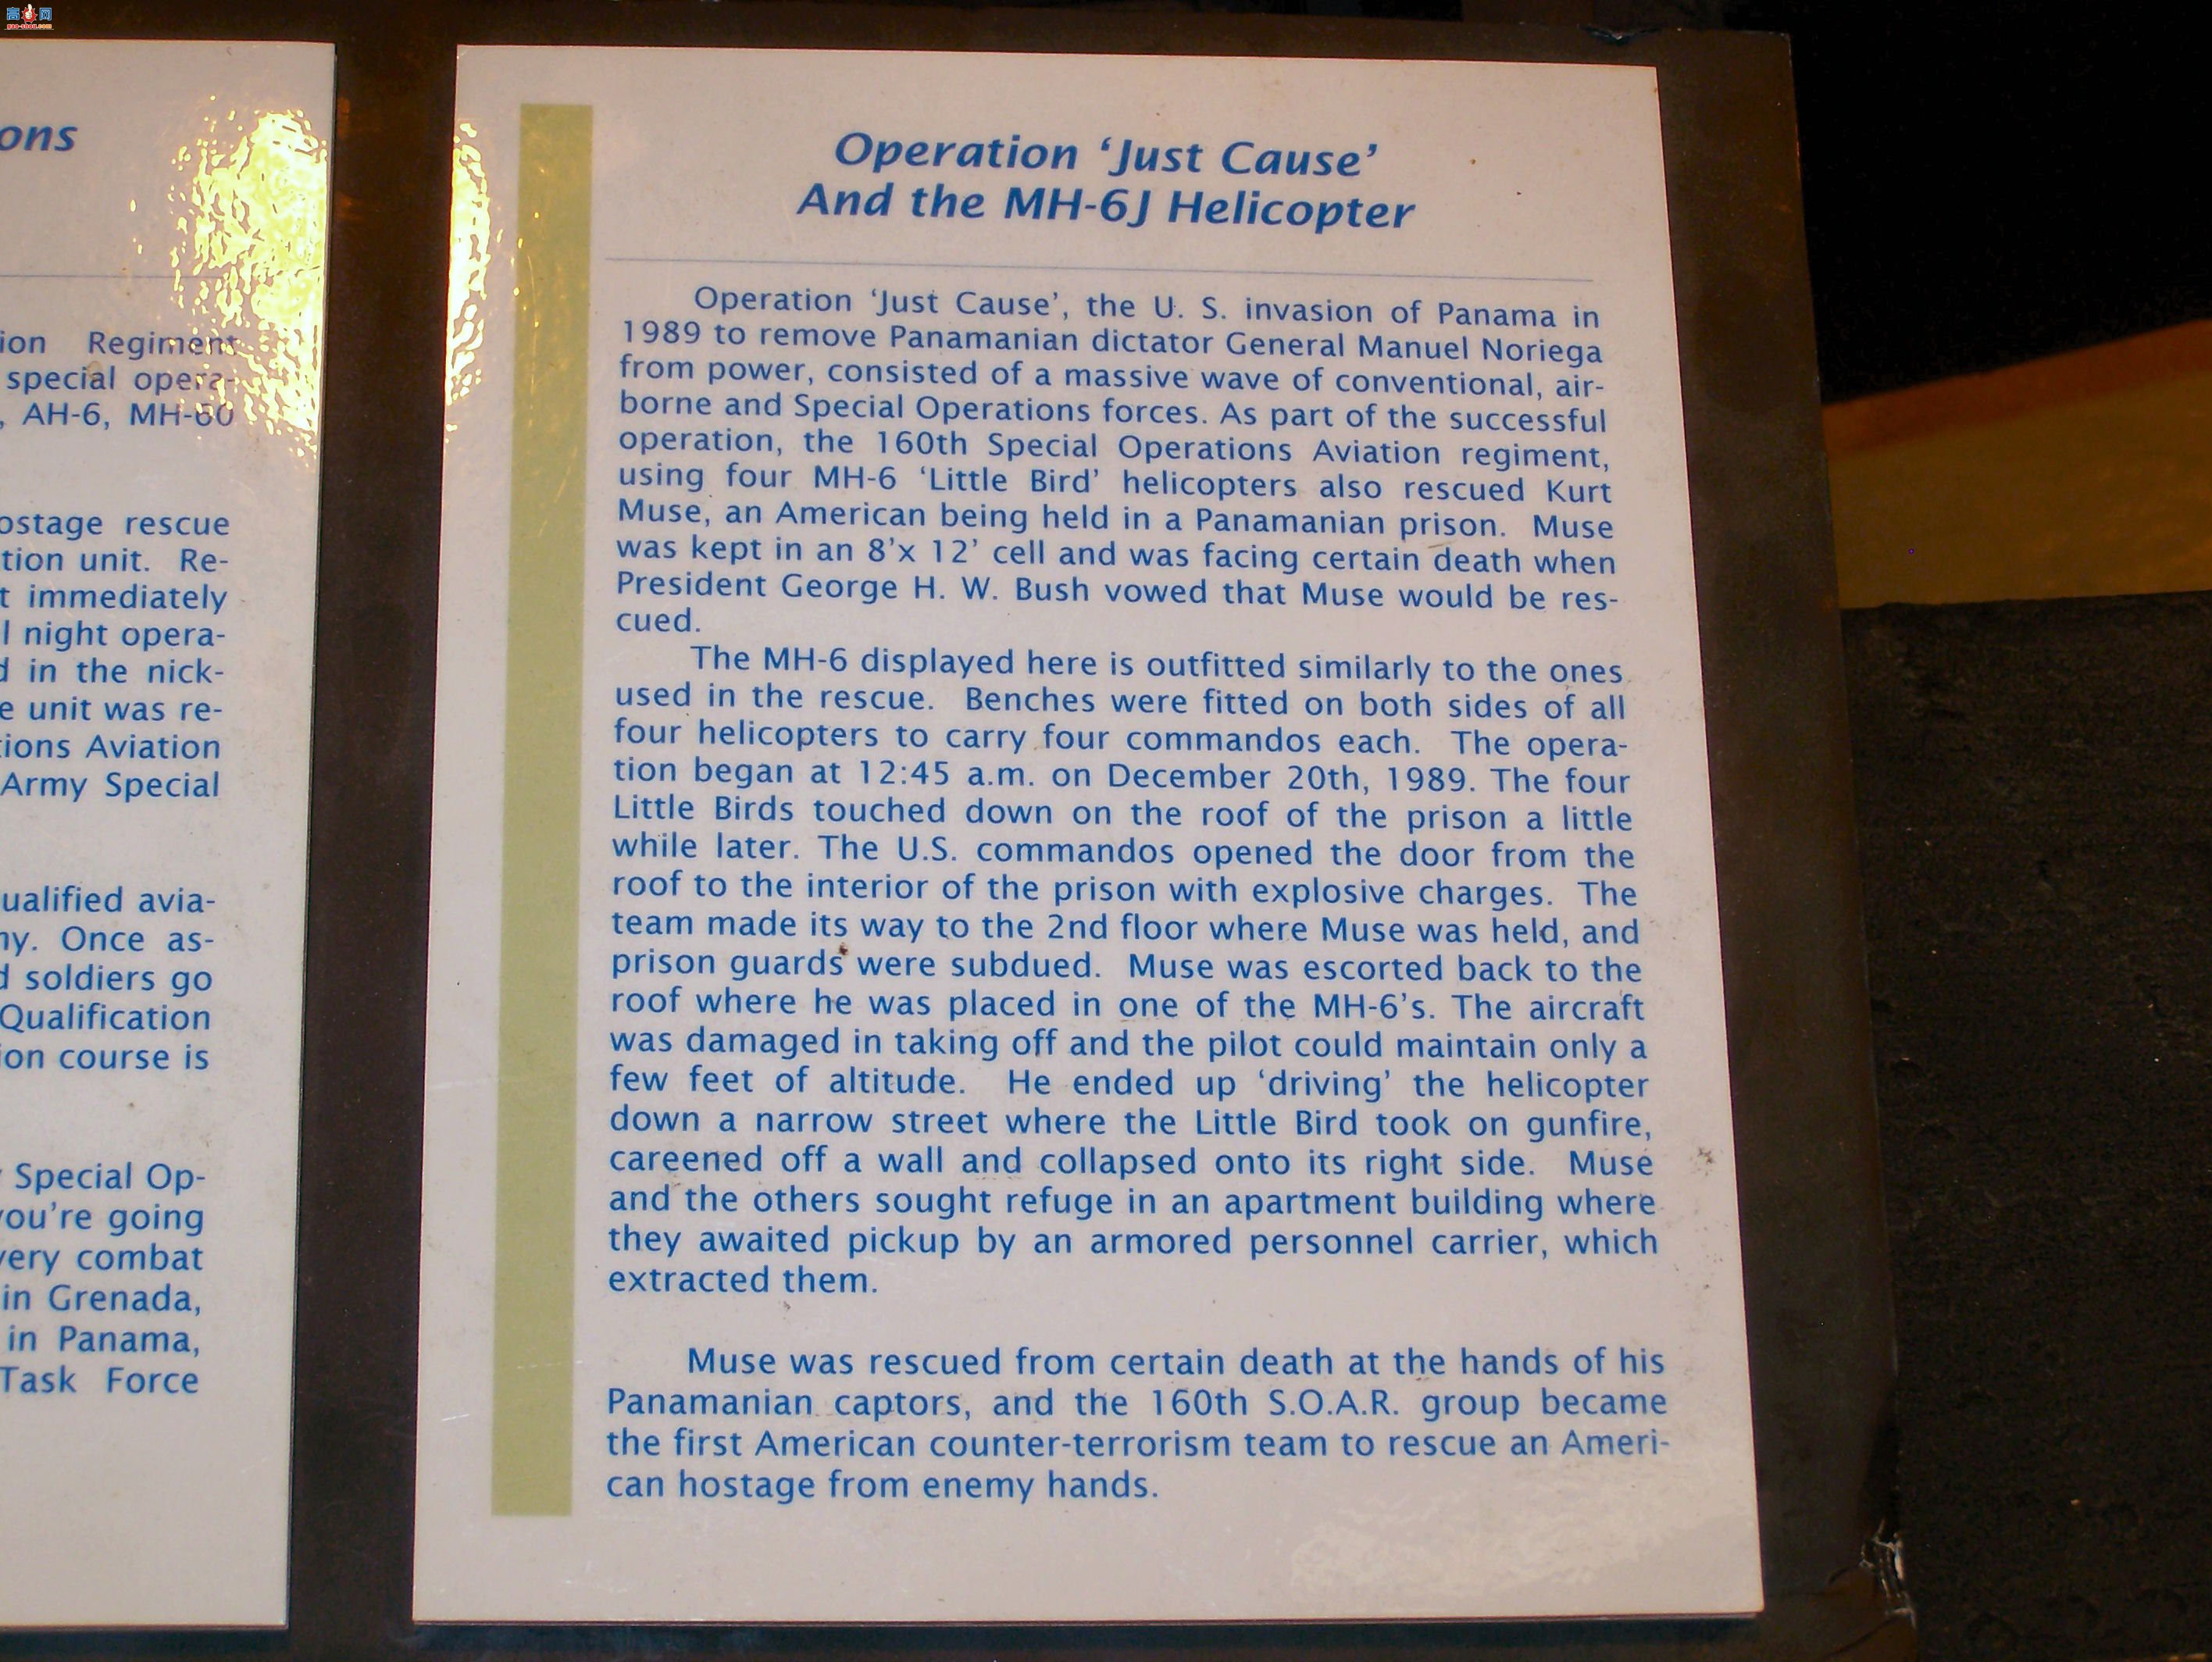 高手网
gao-shou.com
ons
ion Regiment
special opera-
, AH-6, MH-60
ostage rescue
tion unit. Re-
t immediately
l night opera-
d in the nick-
e unit was re-
ions Aviation
Army Special
ualified avia-
ny. Once as-
d soldiers go
Qualification
ion course is
Special Op-
you're going
very combat
in Grenada,
in Panama,
Task Force
Operation ‘Just Cause’
And the MH-6J Helicopter
Operation ‘Just Cause’, the U. S. invasion of Panama in
1989 to remove Panamanian dictator General Manuel Noriega
from power, consisted of a massive wave of conventional, air-
borne and Special Operations forces. As part of the successful
operation, the 160th Special Operations Aviation regiment,
using four MH-6 ‘Little Bird’ helicopters also rescued Kurt
Muse, an American being held in a Panamanian prison. Muse
was kept in an 8’x 12’ cell and was facing certain death when
President George H. W. Bush vowed that Muse would be res-
cued.
The MH-6 displayed here is outfitted similarly to the ones
used in the rescue. Benches were fitted on both sides of all
four helicopters to carry four commandos each. The opera-
tion began at 12:45 a.m. on December 20th, 1989. The four
Little Birds touched down on the roof of the prison a little
while later. The U.S. commandos opened the door from the
roof to the interior of the prison with explosive charges. The
team made its way to the 2nd floor where Muse was held, and
prison guards were subdued. Muse was escorted back to the
roof where he was placed in one of the MH-6’s. The aircraft
was damaged in taking off and the pilot could maintain only a
few feet of altitude. He ended up ‘driving’ the helicopter
down a narrow street where the Little Bird took on gunfire,
careened off a wall and collapsed onto its right side. Muse
and the others sought refuge in an apartment building where
they awaited pickup by an armored personnel carrier, which
extracted them.
Muse was rescued from certain death at the hands of his
Panamanian captors, and the 160th S.O.A.R. group became
the first American counter-terrorism team to rescue an Ameri-
can hostage from enemy hands.